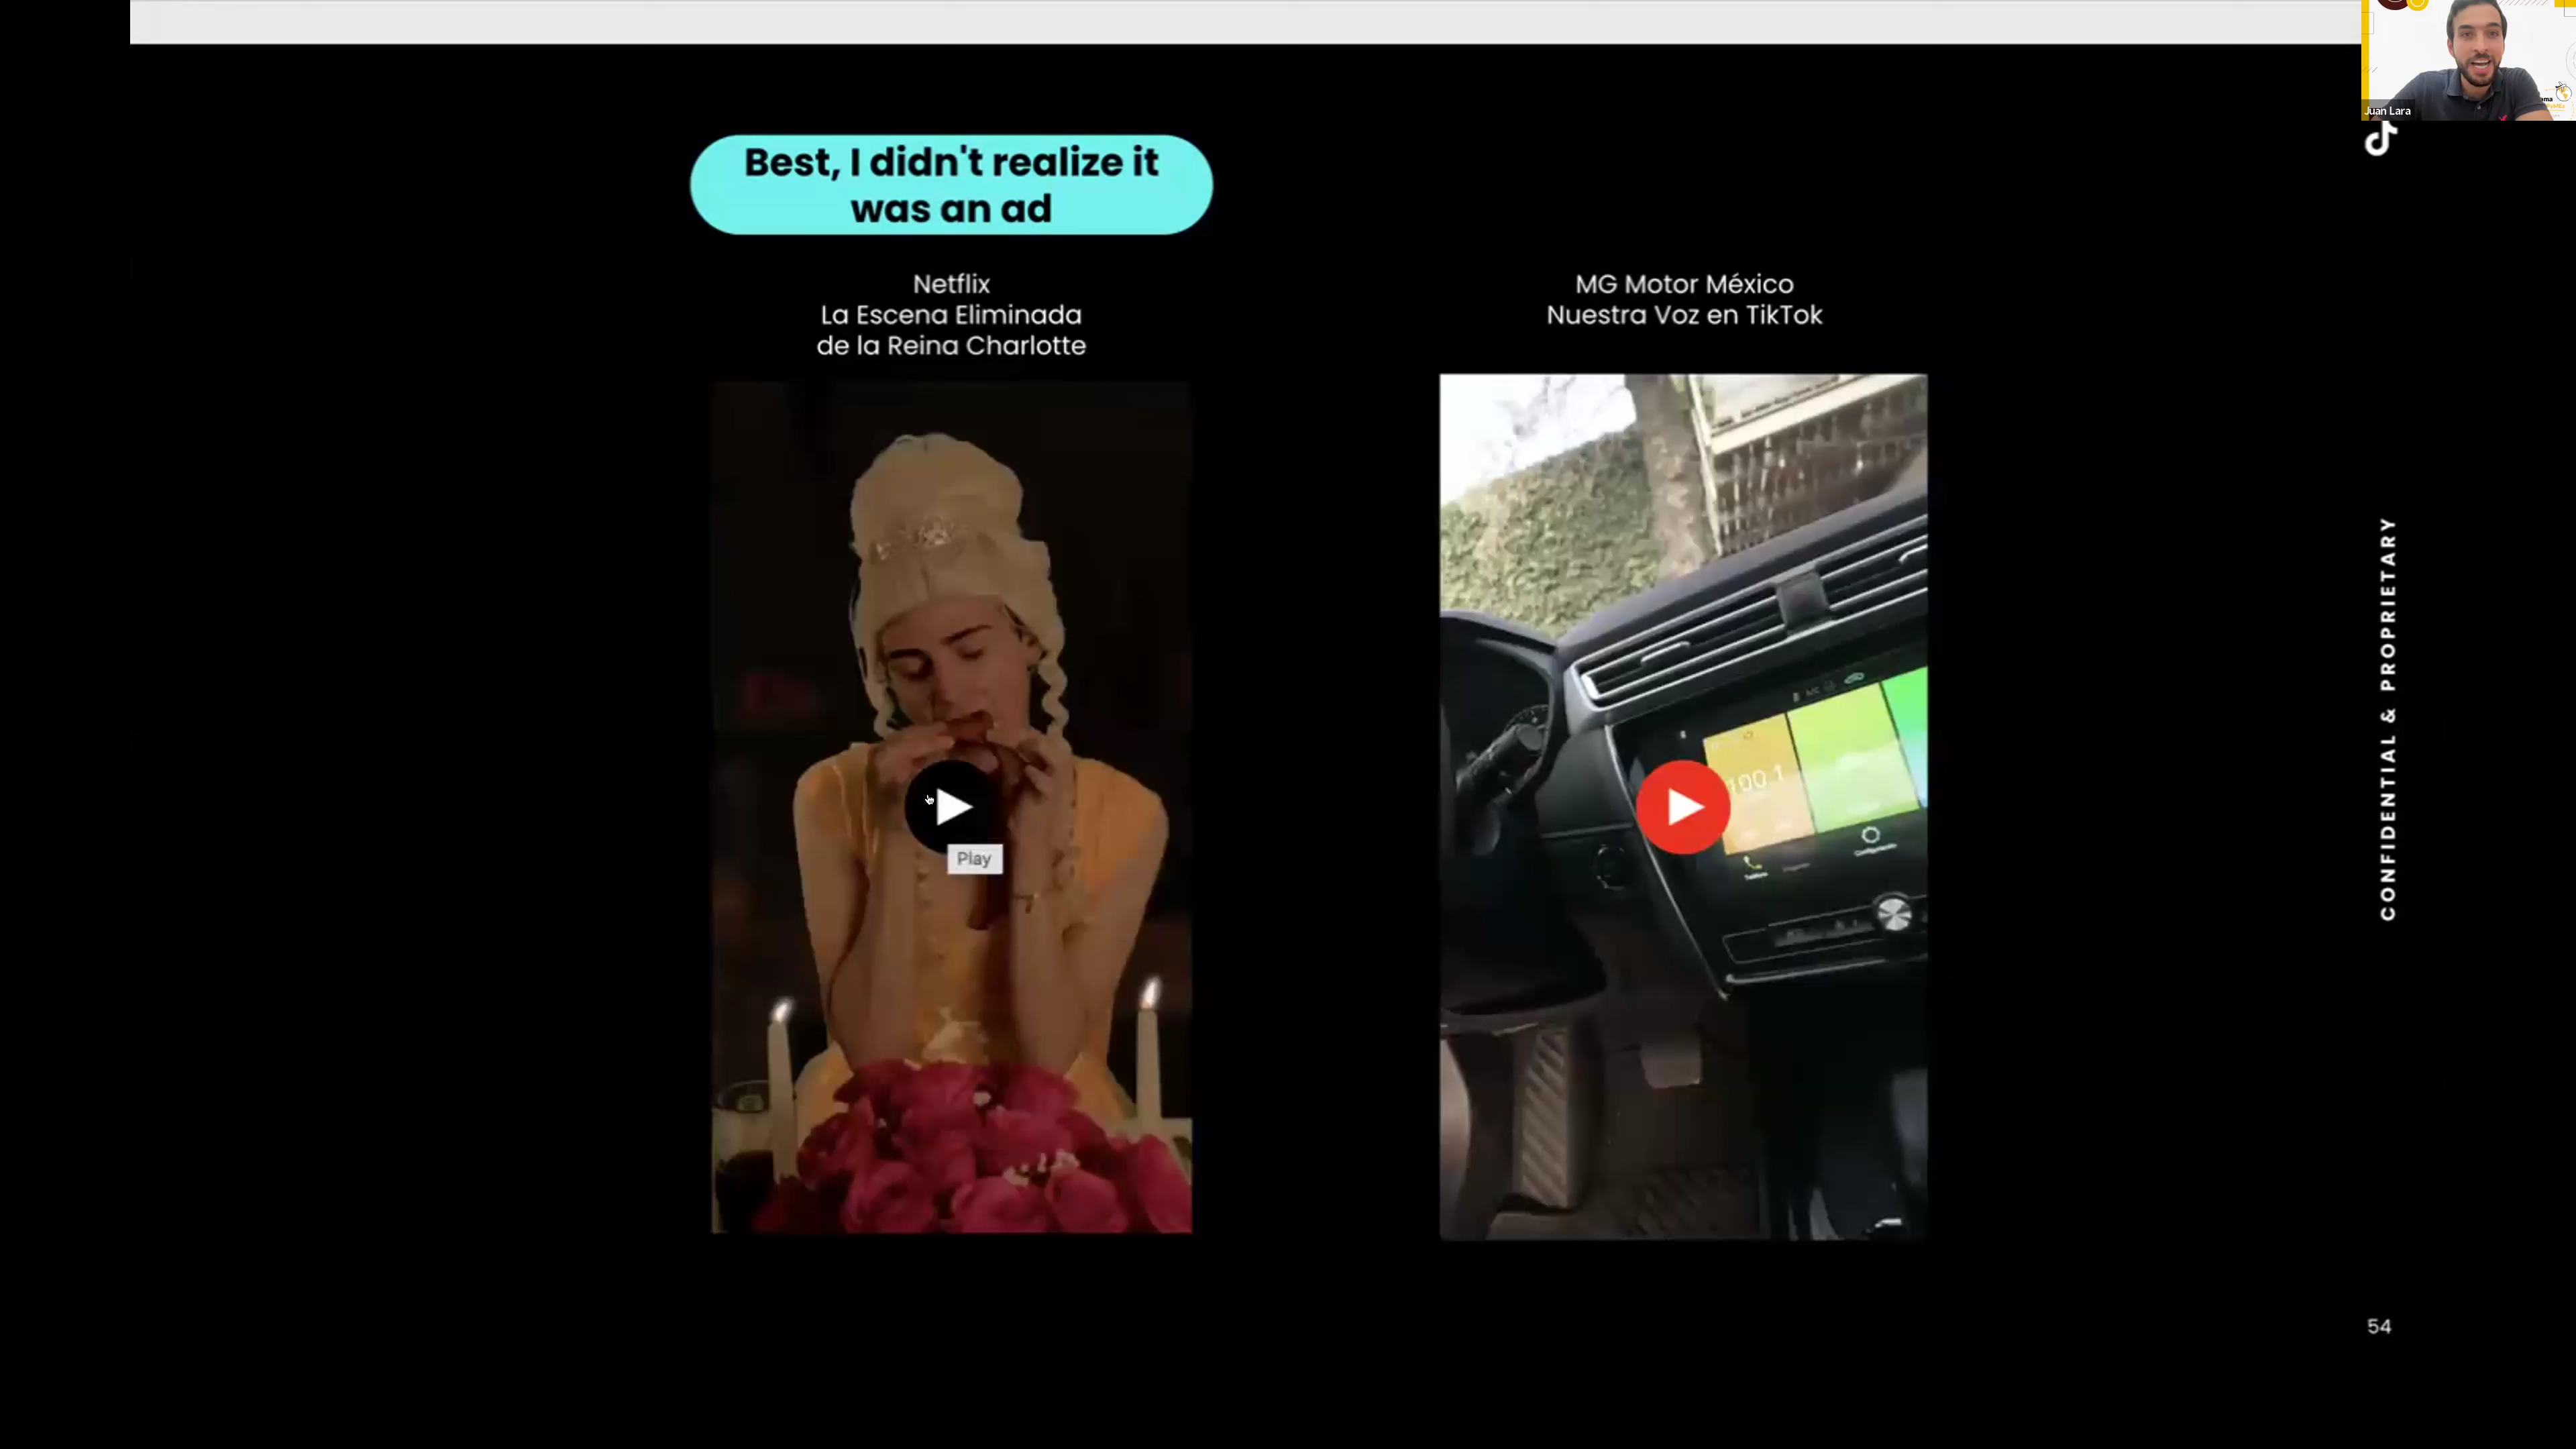 Juan Lara
Best, I didn't realize it
was an ad
Netflix
La Escena Eliminada
de la Reina Charlotte
MG Motor México
Nuestra Voz en TikTok
Play
100.1
CONFIDENTIAL & PROPRIETARY
54